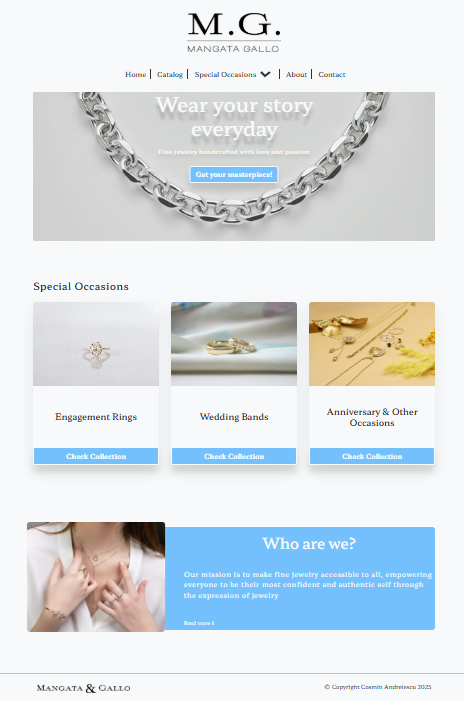 M.G.
MANGATA GALLO
Home | Catalog | Special Occasions | About | Contact
Wear your story
everyday
Fine jewelry handcrafted with love and passion
Get your masterpiece!
Special Occasions
Engagement Rings
Wedding Bands
Anniversary & Other
Occasions
Check Collection
Check Collection
Check Collection
Who are we?
Our mission is to make fine jewelry accessible to all, empowering
everyone to be their most confident and authentic self through
the expression of jewelry
Read more
MANGATA & GALLO
© Copyright Cosmin Andreiescu 2025